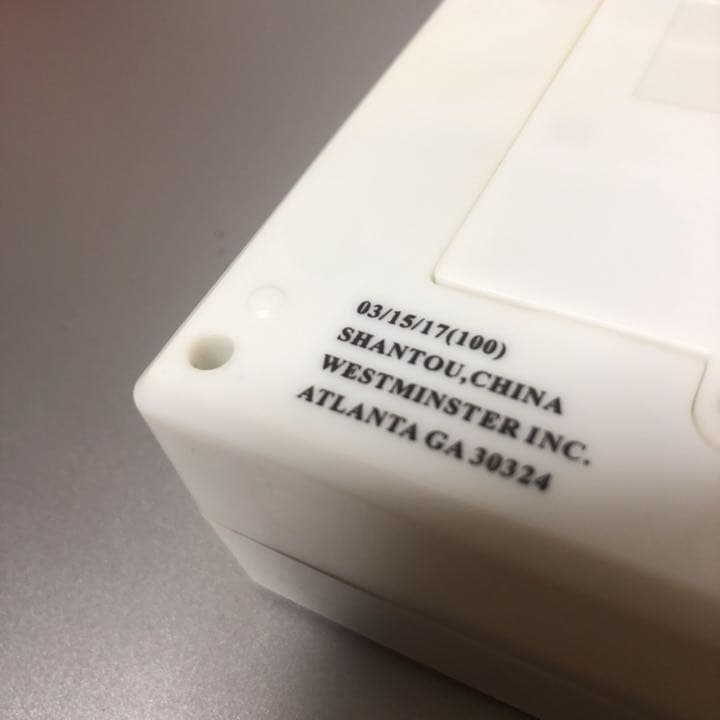 03/15/17(100)
SHANTOU,CHINA
WESTMINSTER INC.
ATLANTA GA 30324